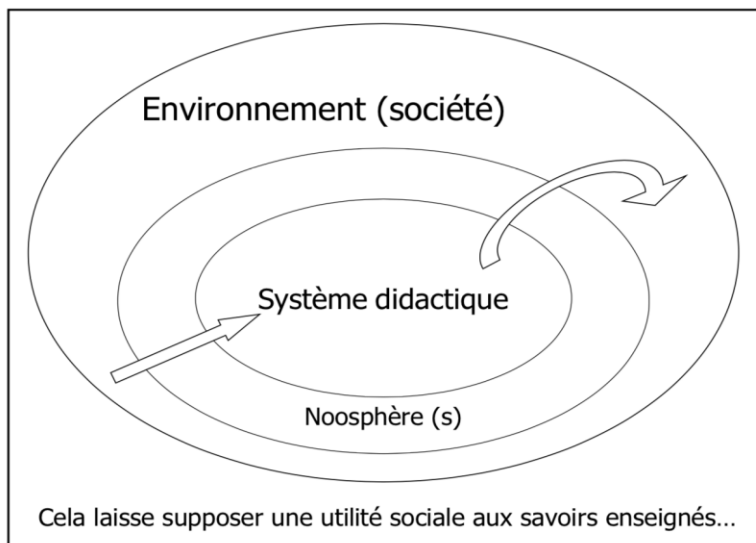 Environnement (société)
Système didactique
Noosphère (s)
Cela laisse supposer une utilité sociale aux savoirs enseignés...